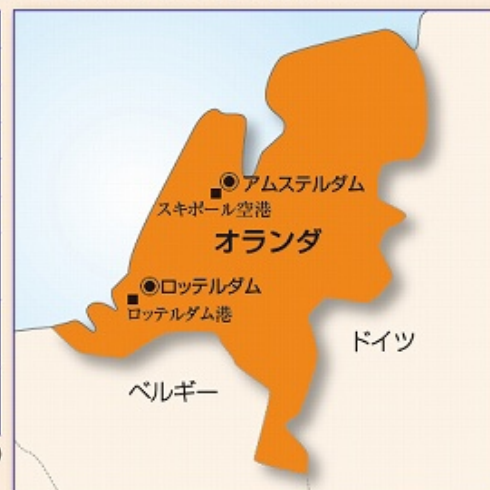 アムステルダム
スキポール空港
オランダ
ロッテルダム
ロッテルダム港
ドイツ
ベルギー